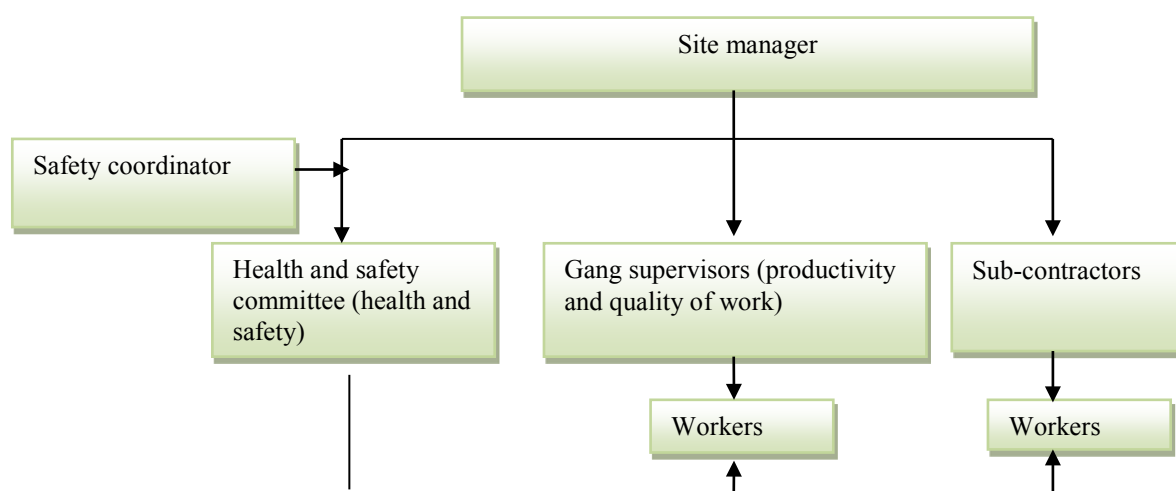 Site manager
Safety coordinator
Health and safety
committee (health and
safety)
Gang supervisors (productivity
and quality of work)
Sub-contractors
Workers
Workers